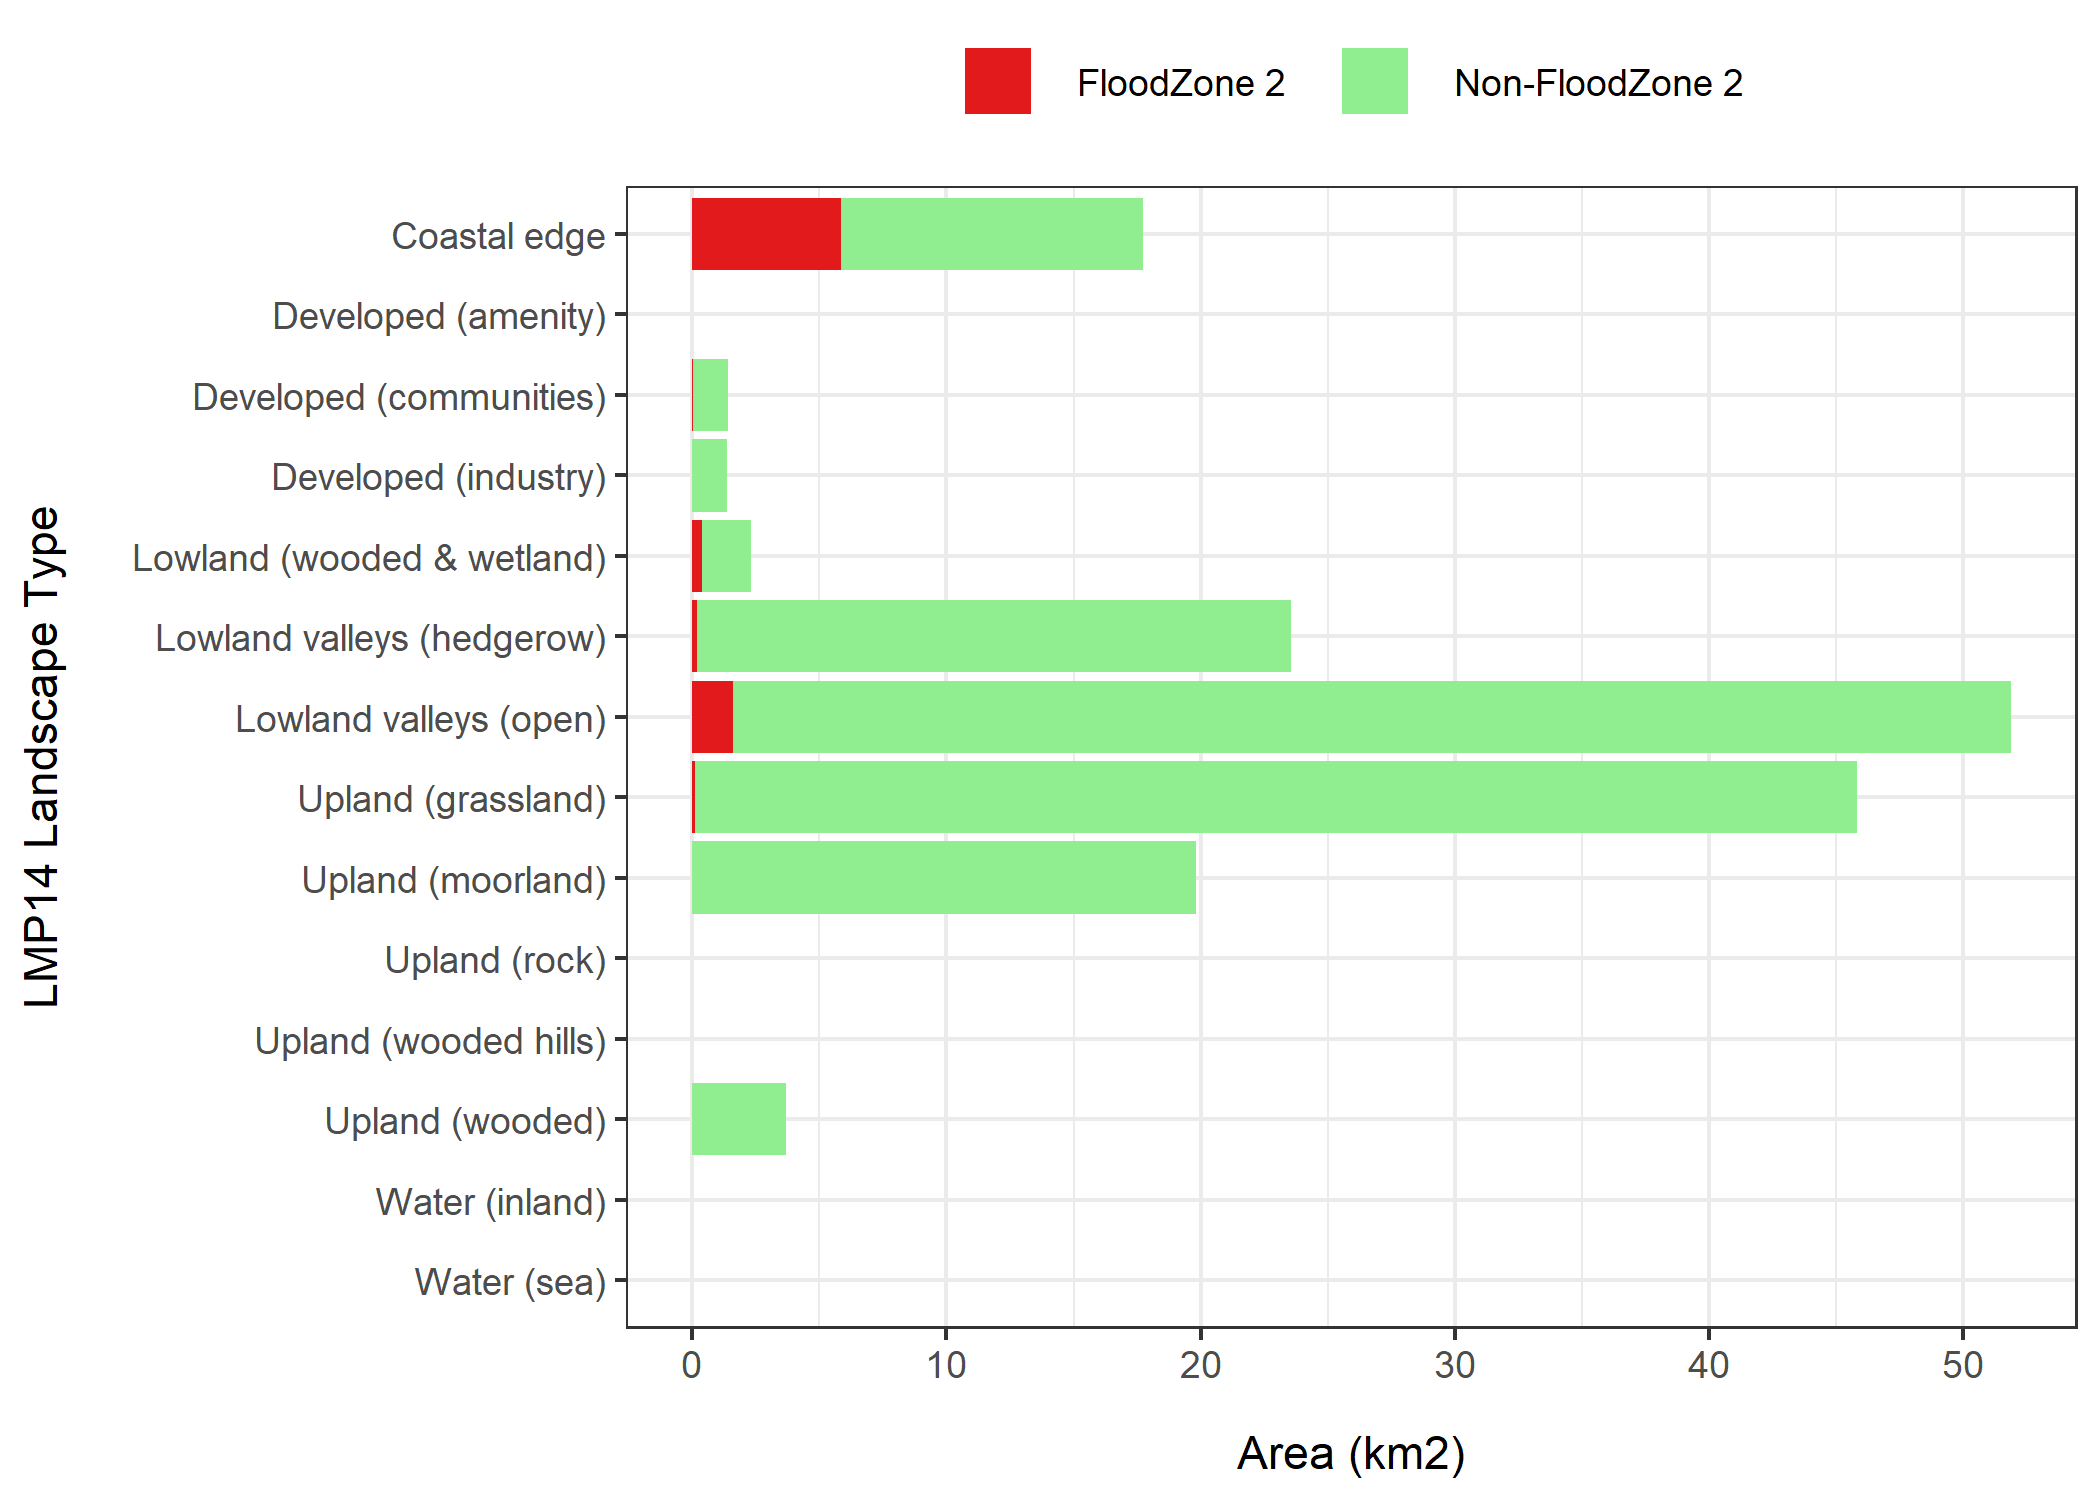 FloodZone 2
Non-FloodZone 2
LMP14 Landscape Type
Coastal edge
Developed (amenity)
Developed (communities)
Developed (industry)
Lowland (wooded & wetland)
Lowland valleys (hedgerow)
Lowland valleys (open)
Upland (grassland)
Upland (moorland)
Upland (rock)
Upland (wooded hills)
Upland (wooded)
Water (inland)
Water (sea)
0 10 20 30 40 50
Area (km2)